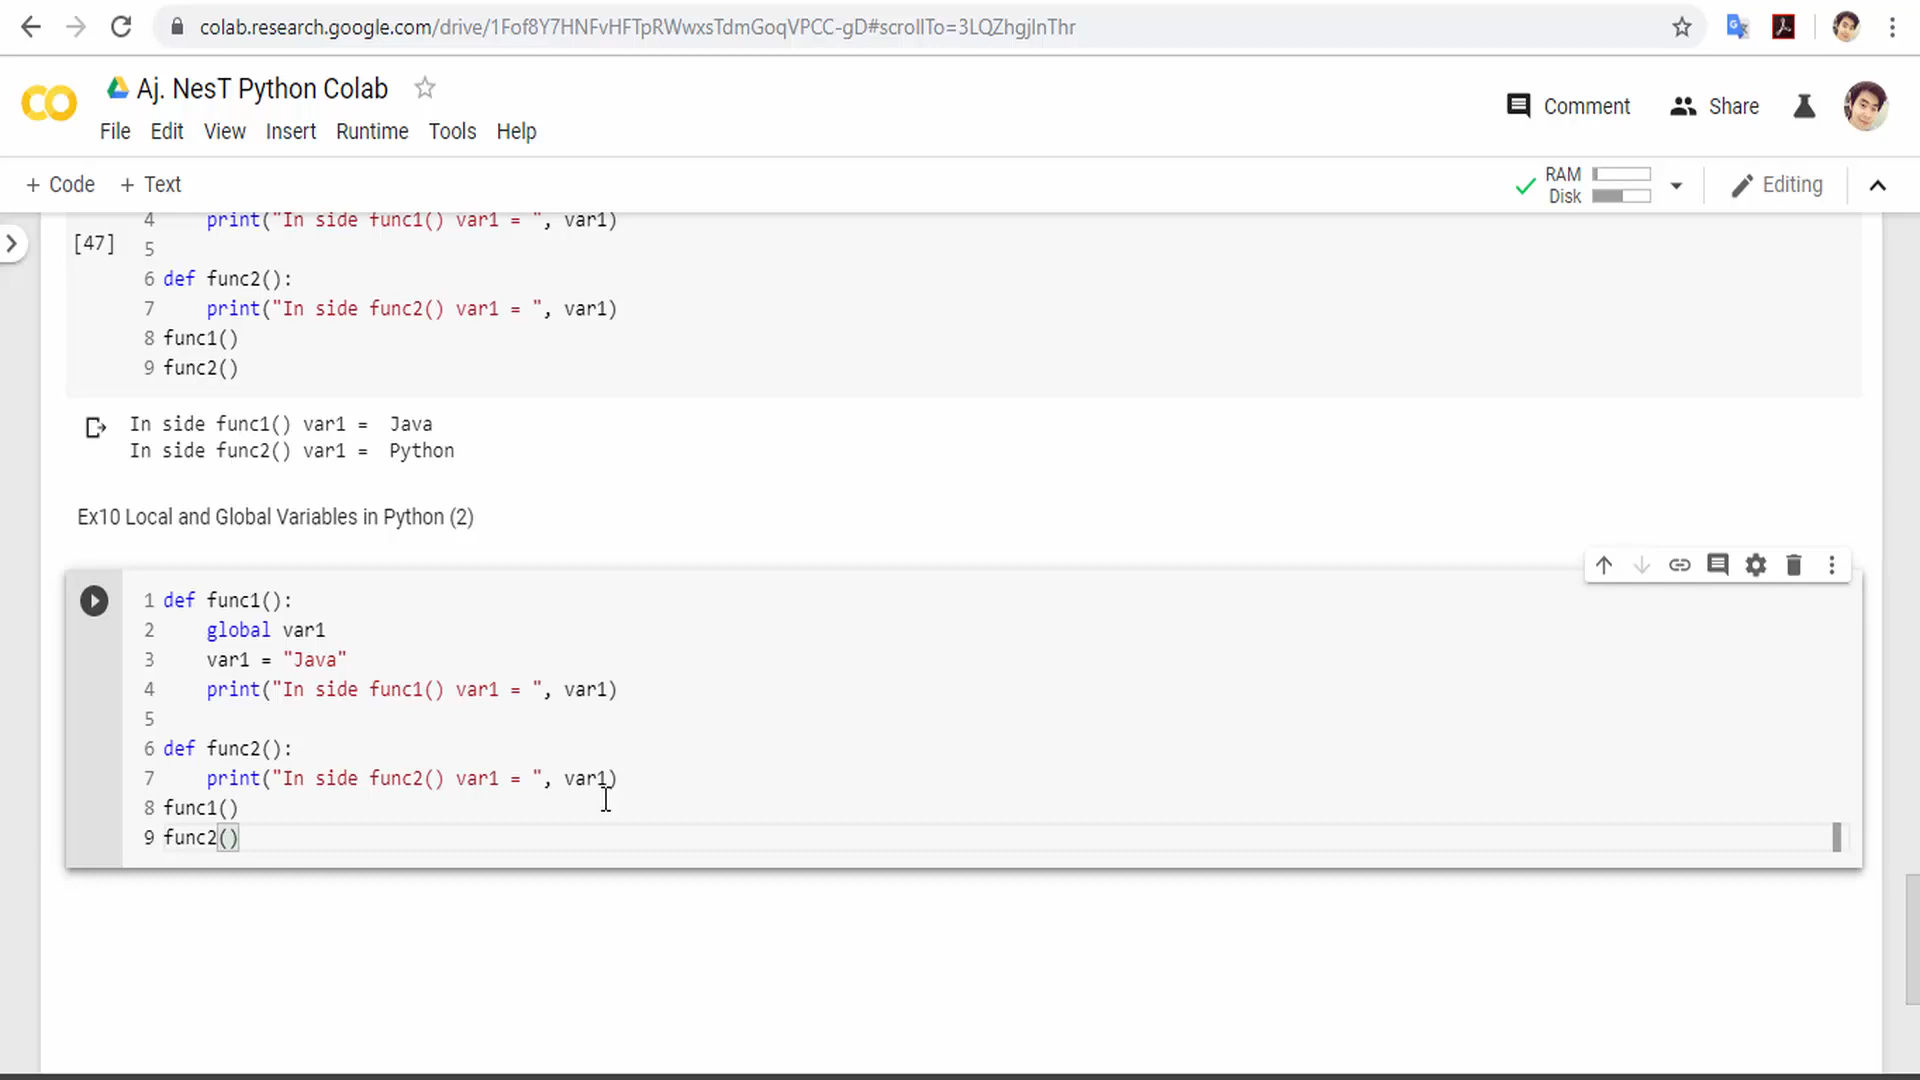 colab.research.google.com/drive/1Fof8Y7HNFvHFTpRWwxsTdmGoqVPCC-gD#scrollTo=3LQZhgjlnThr
CO
Aj. NesT Python Colab
File Edit View Insert Runtime Tools Help
Comment Share
+ Code + Text
RAM
Disk
Editing
4 print("In side func1() var1 = ", var1)
[47]
5
6 def func2():
7 print("In side func2() var1 = ", var1)
8 func1()
9 func2()
In side func1() var1 =  Java
In side func2() var1 =  Python
Ex10 Local and Global Variables in Python (2)
1 def func1():
2 global var1
3 var1 = "Java"
4 print("In side func1() var1 = ", var1)
5
6 def func2():
7 print("In side func2() var1 = ", var1)
8 func1()
9 func2()